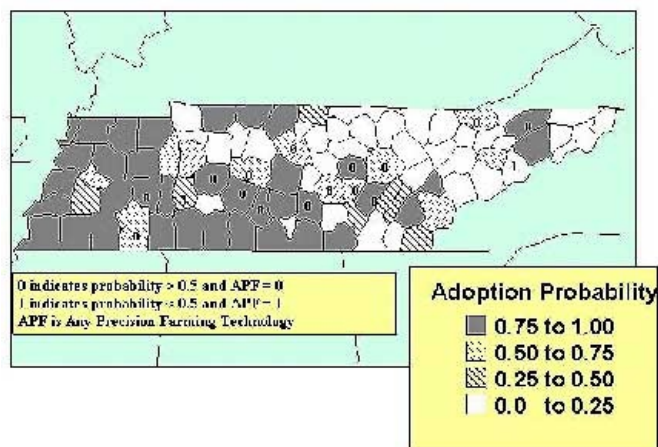 0 indicates probability > 0.5 and APF = 0
1 indicates probability < 0.5 and APF = 1
APF is Any Precision Farming Technology
Adoption Probability
0.75 to 1.00
0.50 to 0.75
0.25 to 0.50
0.0 to 0.25